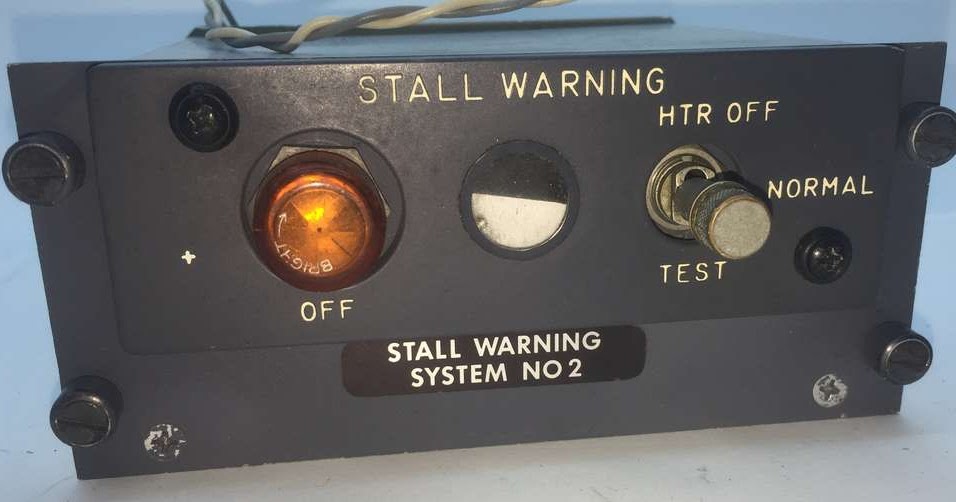 STALL WARNING
HTR OFF
NORMAL
BRIGHT
+
OFF
TEST
STALL WARNING
SYSTEM NO 2